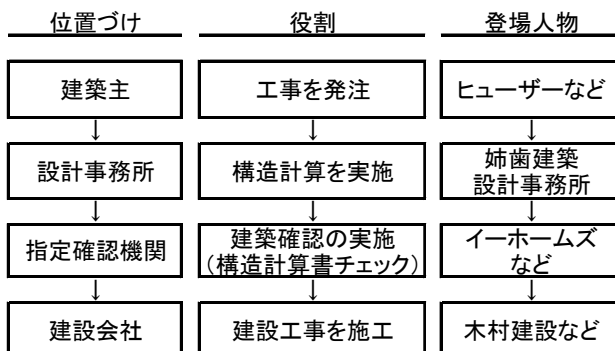 位置づけ
役割
登場人物
建築主
工事を発注
ヒューザーなど
↓
↓
↓
設計事務所
構造計算を実施
姉歯建築
設計事務所
↓
↓
↓
指定確認機関
建築確認の実施
(構造計算書チェック)
イーホームズ
など
↓
↓
↓
建設会社
建設工事を施工
木村建設など